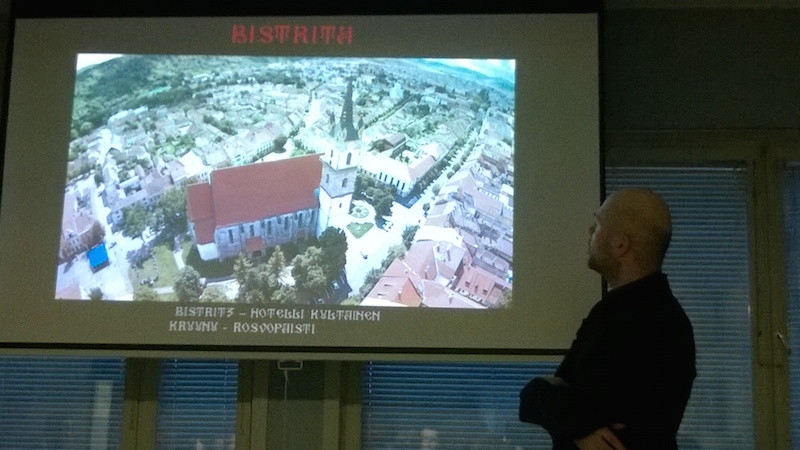 BISTRITA
BISTRITZ – HOTELLI KULTAINEN
KRUUNU - ROSVOPAISTI